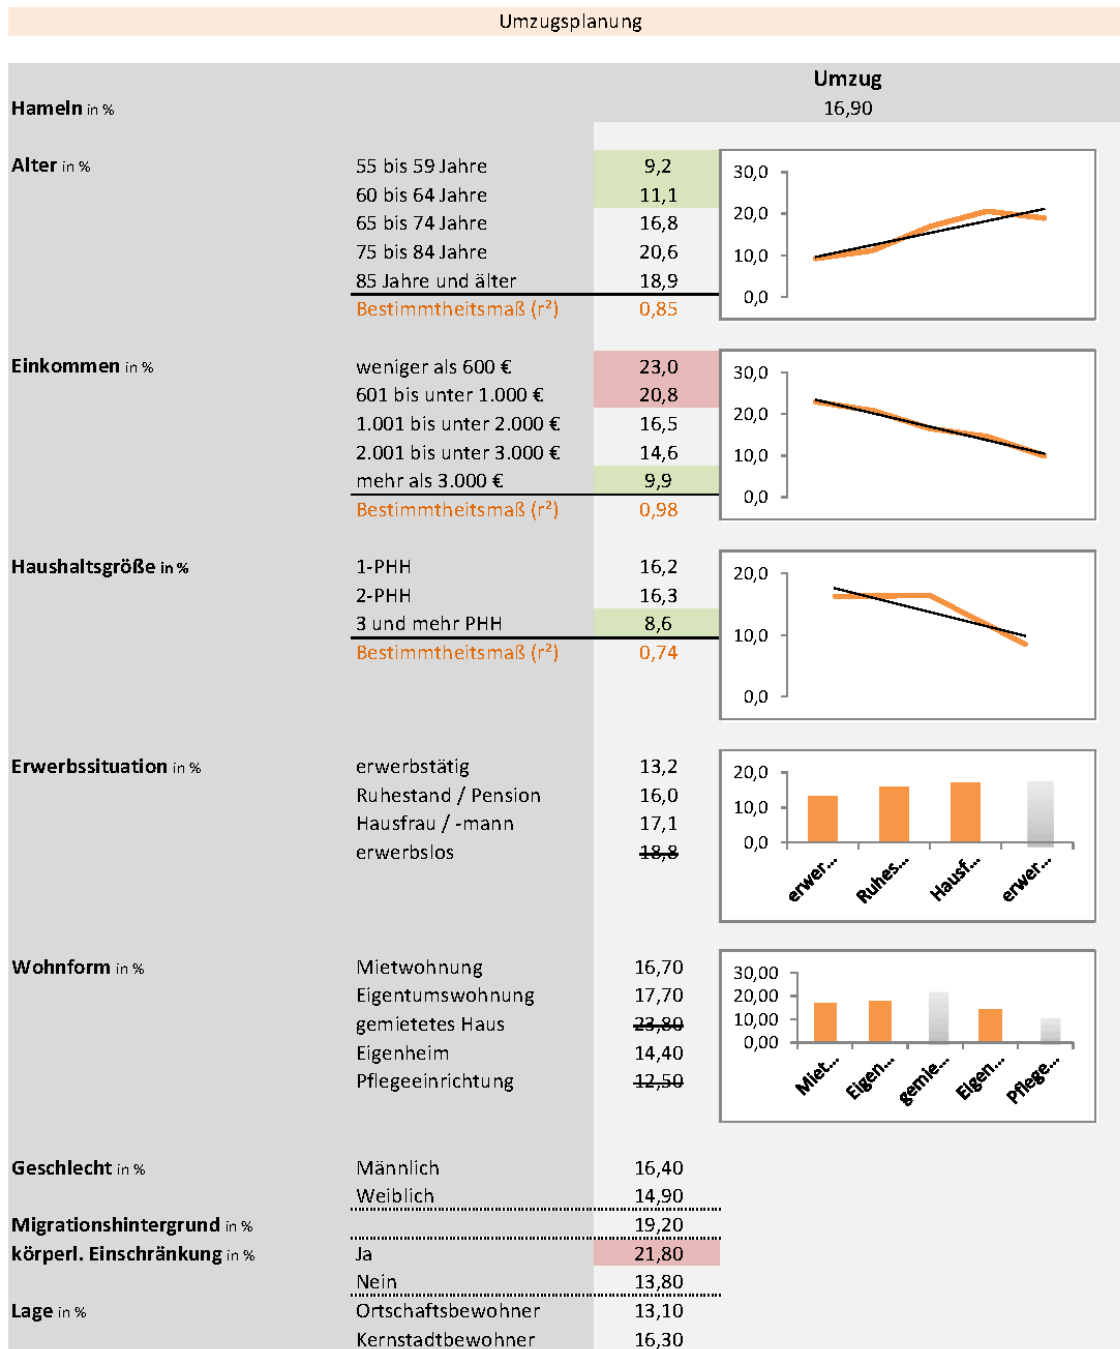 Umzugsplanung
Umzug
Hameln in % 16,90
Alter in % 55 bis 59 Jahre 9,2
60 bis 64 Jahre 11,1
65 bis 74 Jahre 16,8
75 bis 84 Jahre 20,6
85 Jahre und älter 18,9
Bestimmtheitsmaß (r²) 0,85
30,0
20,0
10,0
0,0
Einkommen in % weniger als 600 € 23,0
601 bis unter 1.000 € 20,8
1.001 bis unter 2.000 € 16,5
2.001 bis unter 3.000 € 14,6
mehr als 3.000 € 9,9
Bestimmtheitsmaß (r²) 0,98
30,0
20,0
10,0
0,0
Haushaltsgröße in % 1-PHH 16,2
2-PHH 16,3
3 und mehr PHH 8,6
Bestimmtheitsmaß (r²) 0,74
20,0
10,0
0,0
Erwerbssituation in % erwerbstätig 13,2
Ruhestand / Pension 16,0
Hausfrau / -mann 17,1
erwerbslos 18,8
20,0
10,0
0,0
erwer... Ruhes... Hausf... erwer...
Wohnform in % Mietwohnung 16,70
Eigentumswohnung 17,70
gemietetes Haus 23,80
Eigenheim 14,40
Pflegeeinrichtung 12,50
30,00
20,00
10,00
0,00
Miet... Eigen... gemie... Eigen... Pflege...
Geschlecht in % Männlich 16,40
Weiblich 14,90
Migrationshintergrund in % 19,20
körperl. Einschränkung in % Ja 21,80
Nein 13,80
Lage in % Ortschaftsbewohner 13,10
Kernstadtbewohner 16,30